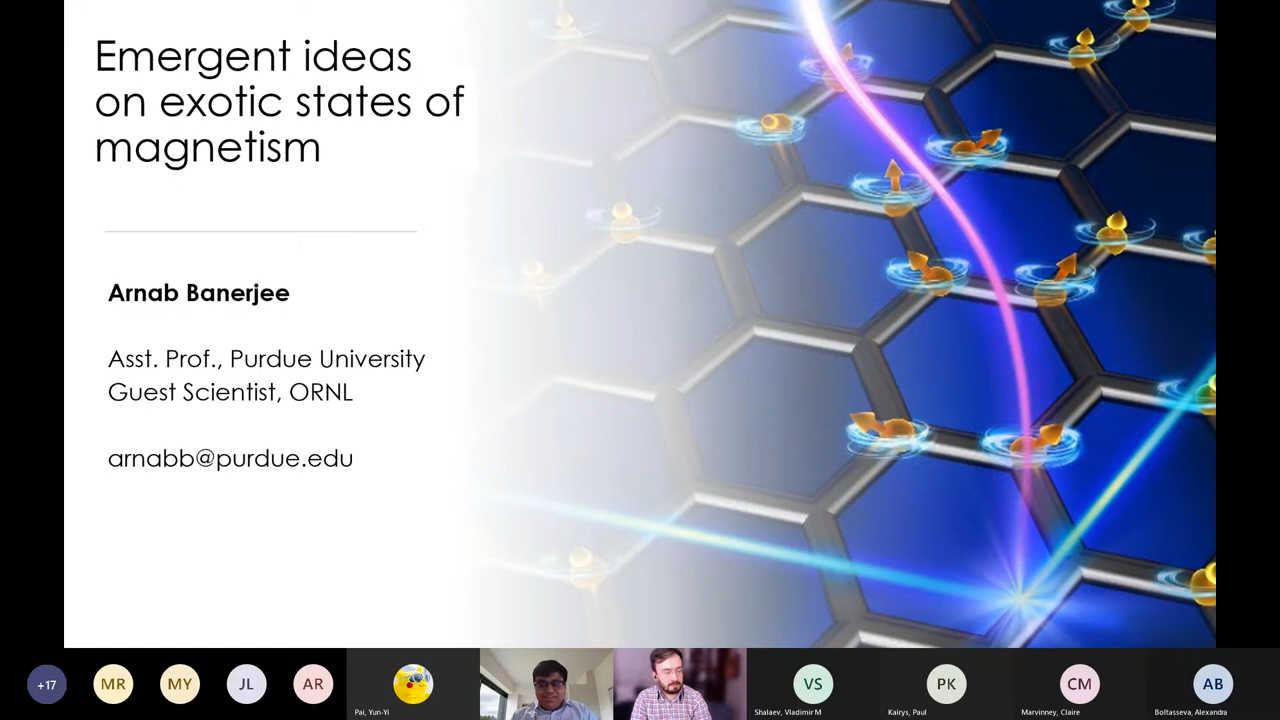 Emergent ideas
on exotic states of
magnetism
Arnab Banerjee
Asst. Prof., Purdue University
Guest Scientist, ORNL
arnabb@purdue.edu
+17
MR
MY
JL
AR
Pai, Yun-Yi
VS
Shalaev, Vladimir M
PK
Kairys, Paul
CM
Marvinney, Claire
AB
Boltasseva, Alexandra